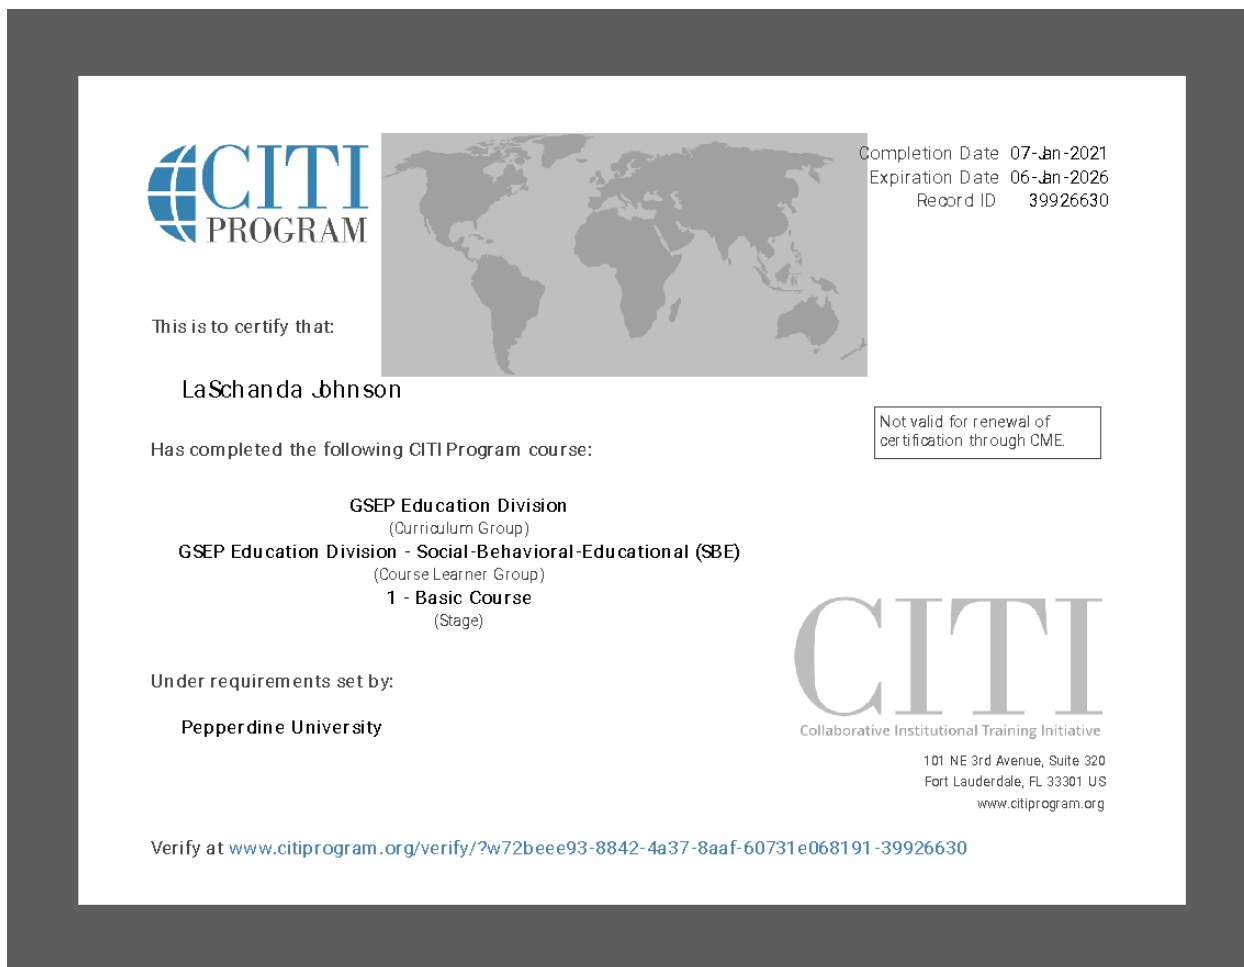 CITI
PROGRAM
Completion Date 07-Jan-2021
Expiration Date 06-Jan-2026
Record ID 39926630
This is to certify that:
LaSchanda Johnson
Not valid for renewal of
certification through CME.
Has completed the following CITI Program course:
GSEP Education Division
(Curriculum Group)
GSEP Education Division - Social-Behavioral-Educational (SBE)
(Course Learner Group)
1 - Basic Course
(Stage)
Under requirements set by:
Pepperdine University
CITI
Collaborative Institutional Training Initiative
101 NE 3rd Avenue, Suite 320
Fort Lauderdale, FL 33301 US
www.citiprogram.org
Verify at www.citiprogram.org/verify/?w72beee93-8842-4a37-8aaf-60731e068191-39926630